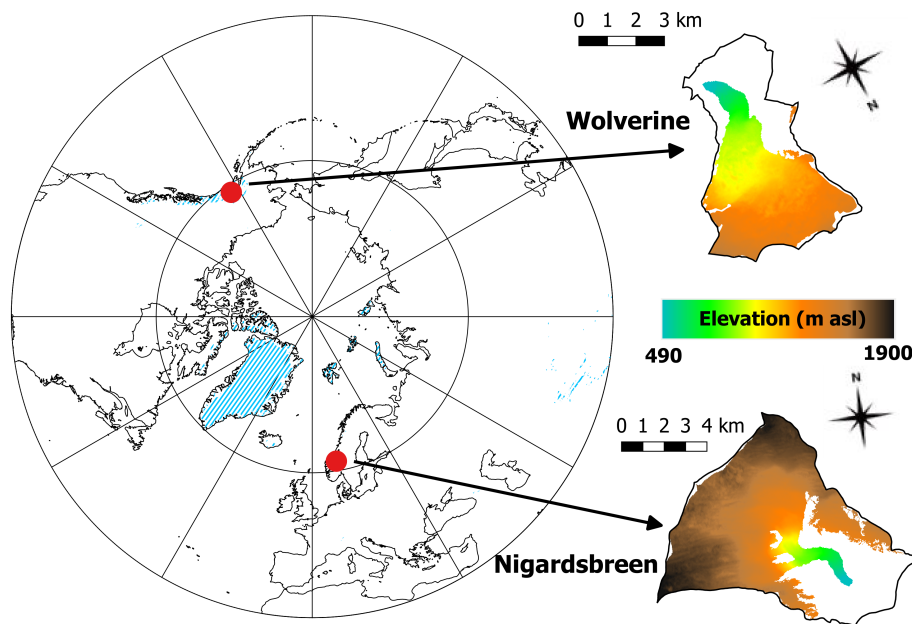 0 1 2 3 km
N
Wolverine
Elevation (m asl)
490 1900
N
0 1 2 3 4 km
Nigardsbreen